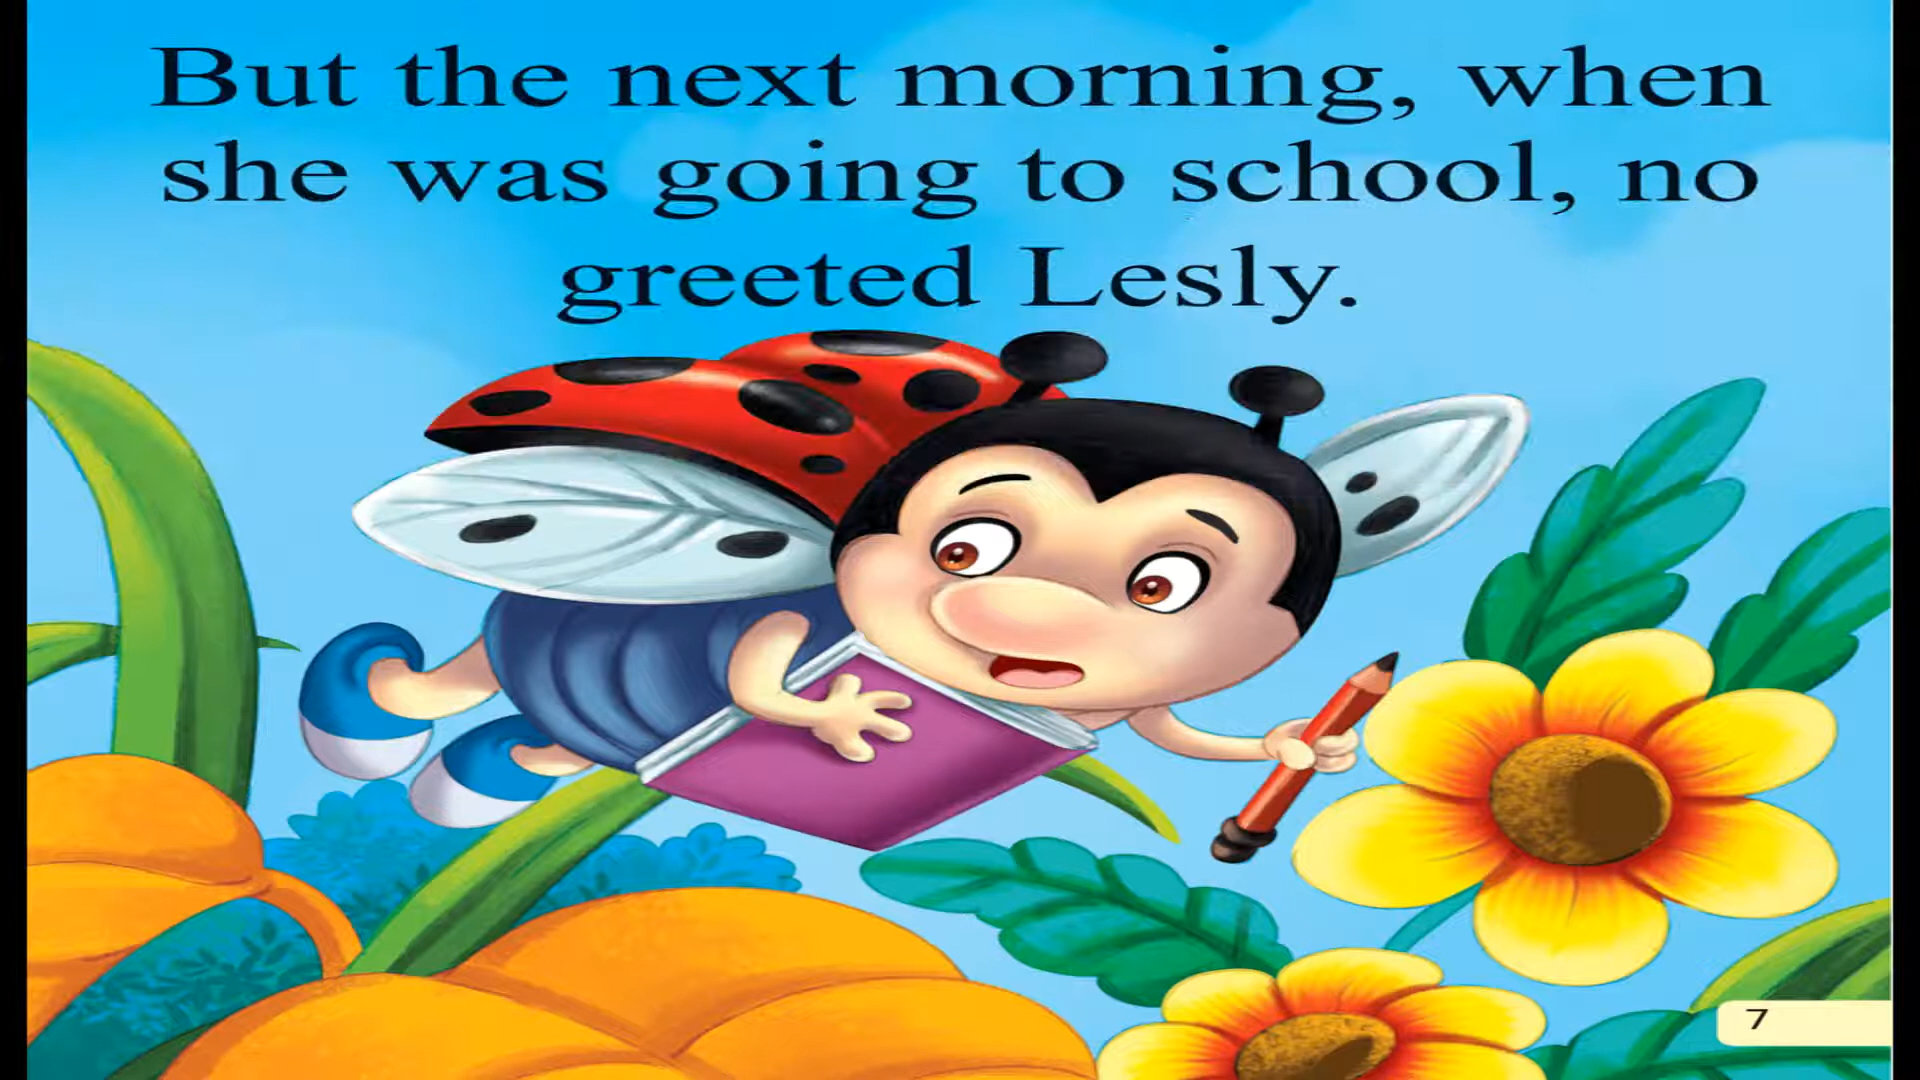 But the next morning, when
she was going to school, no
greeted Lesly.
7